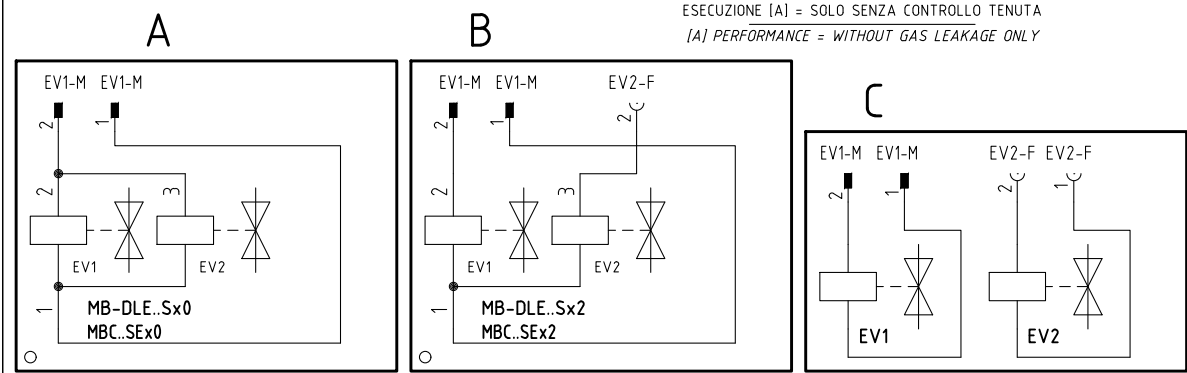 ESECUZIONE [A] = SOLO SENZA CONTROLLO TENUTA
[A] PERFORMANCE = WITHOUT GAS LEAKAGE ONLY
A
EV1-M EV1-M
2 1
2 3
EV1 EV2
1
MB-DLE..Sx0
MBC..SEx0
B
EV1-M EV1-M EV2-F
2 1 2
2 3
EV1 EV2
1
MB-DLE..Sx2
MBC..SEx2
C
EV1-M EV1-M EV2-F EV2-F
2 1 2 1
EV1 EV2